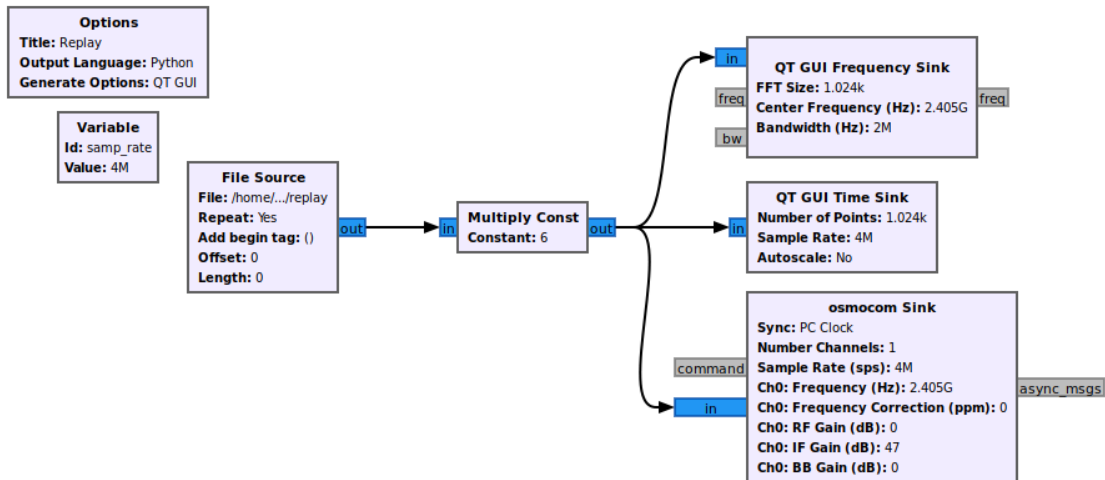 Options
Title: Replay
Output Language: Python
Generate Options: QT GUI
Variable
Id: samp_rate
Value: 4M
File Source
File: /home/.../replay
Repeat: Yes
Add begin tag: ()
Offset: 0
Length: 0
out
in
Multiply Const
Constant: 6
out
in
freq
bw
QT GUI Frequency Sink
FFT Size: 1.024k
Center Frequency (Hz): 2.405G
Bandwidth (Hz): 2M
freq
in
QT GUI Time Sink
Number of Points: 1.024k
Sample Rate: 4M
Autoscale: No
command
in
osmocom Sink
Sync: PC Clock
Number Channels: 1
Sample Rate (sps): 4M
Ch0: Frequency (Hz): 2.405G
Ch0: Frequency Correction (ppm): 0
Ch0: RF Gain (dB): 0
Ch0: IF Gain (dB): 47
Ch0: BB Gain (dB): 0
async_msgs